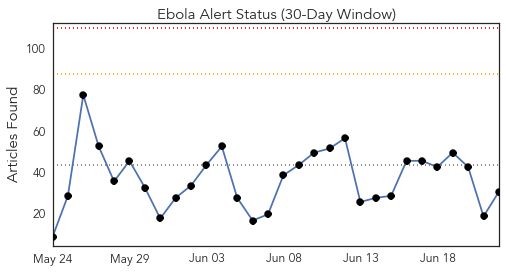 Ebola Alert Status (30-Day Window)
Articles Found
100
80
60
40
20
May 24 May 29 Jun 03 Jun 08 Jun 13 Jun 18